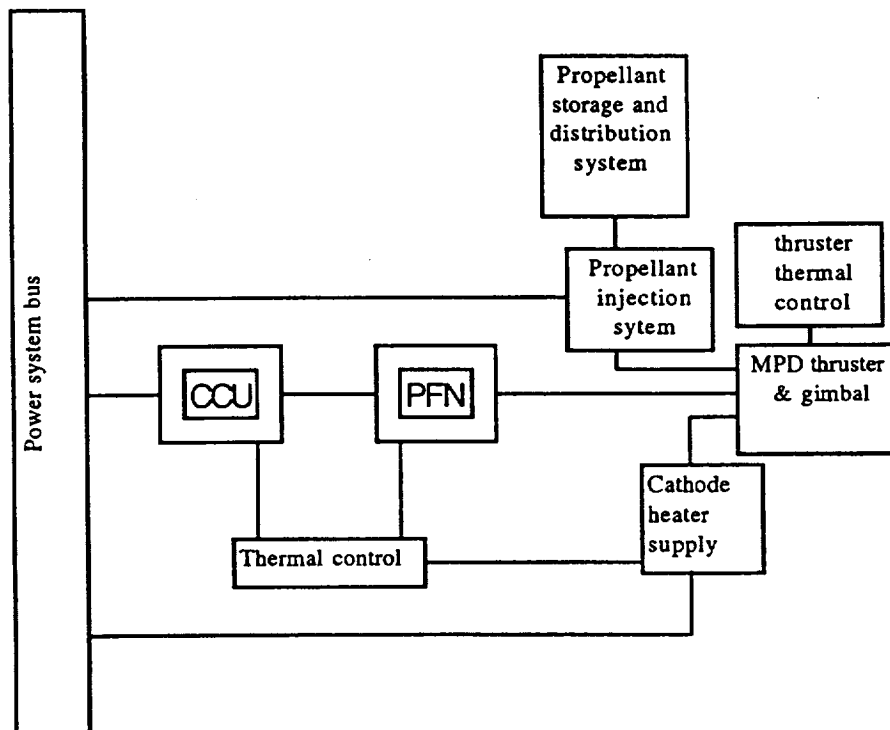 Propellant
storage and
distribution
system
Propellant
injection
sytem
thruster
thermal
control
MPD thruster
& gimbal
Power system bus
CCU
PFN
Cathode
heater
supply
Thermal control